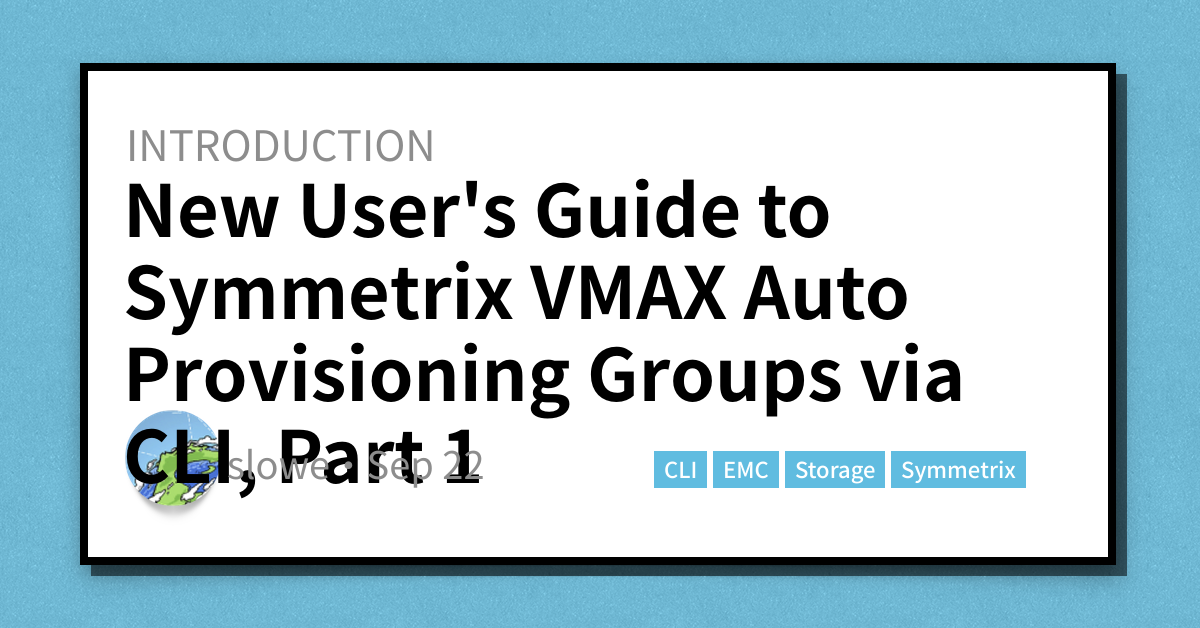 INTRODUCTION
New User's Guide to
Symmetrix VMAX Auto
Provisioning Groups via
CLI, Part 1
slowe • Sep 22
CLI EMC Storage Symmetrix